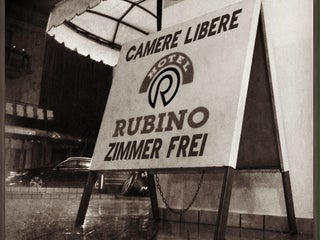 CAMERE LIBERE
HOTEL
R
RUBINO
ZIMMER FREI